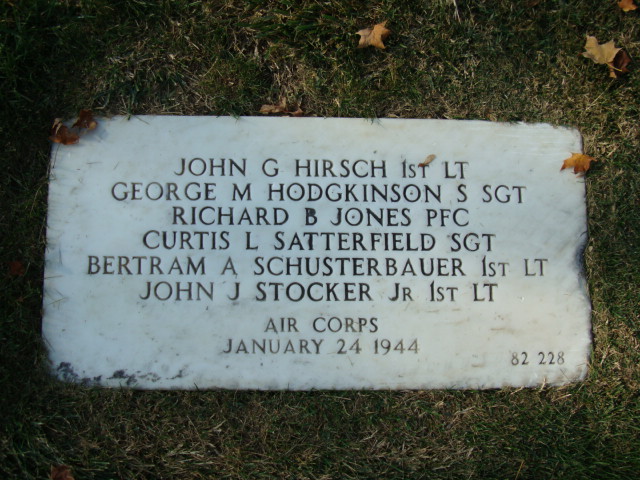 JOHN G HIRSCH 1ST LT
GEORGE M HODGKINSON S SGT
RICHARD B JONES PFC
CURTIS L SATTERFIELD SGT
BERTRAM A SCHUSTERBAUER 1ST LT
JOHN J STOCKER JR 1ST LT
AIR CORPS
JANUARY 24 1944
82 228